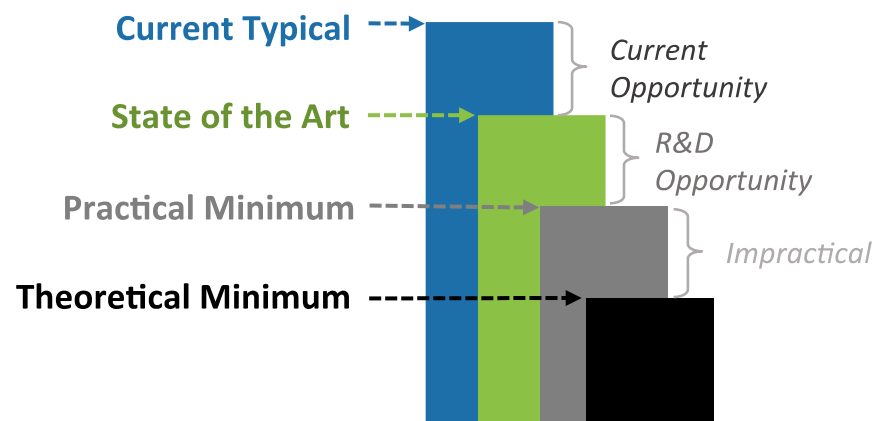 Current Typical
Current
Opportunity
State of the Art
R&D
Opportunity
Practical Minimum
Impractical
Theoretical Minimum